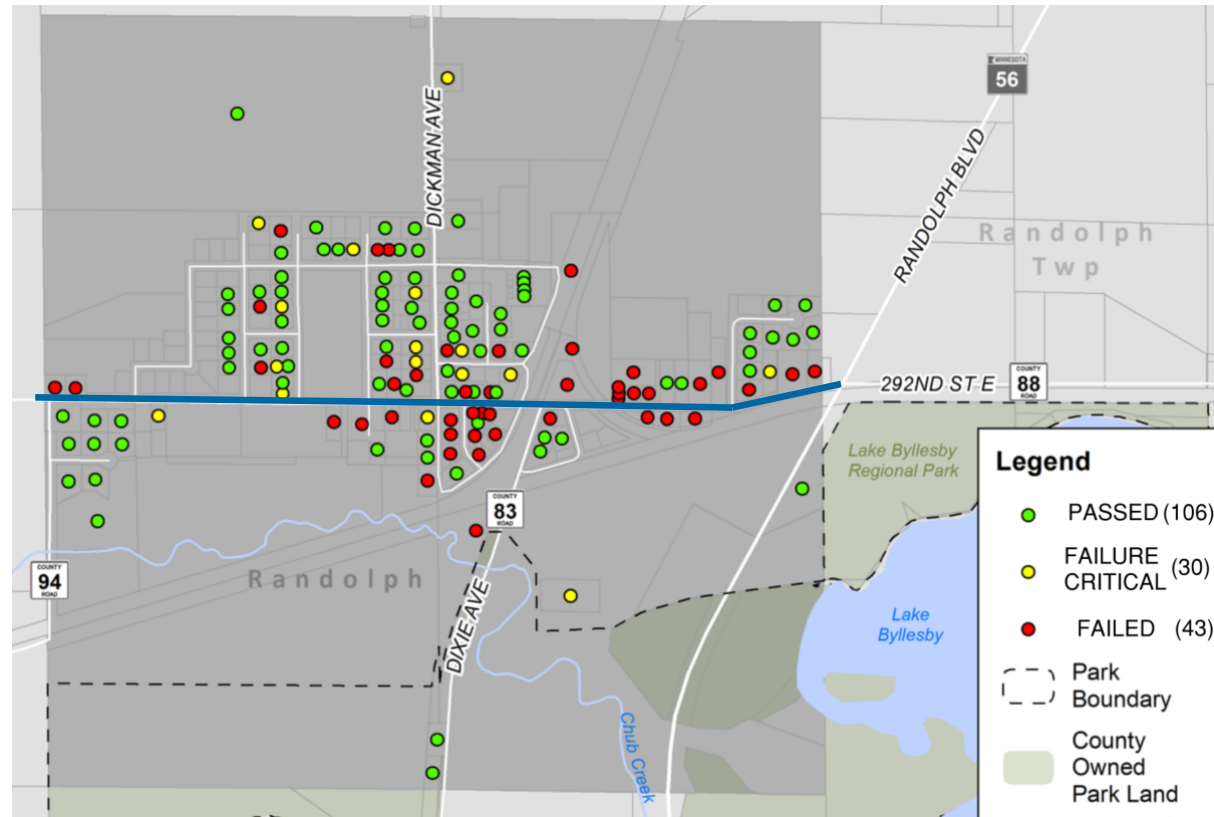 DICKMAN AVE
MINNESOTA
56
RANDOLPH BLVD
Randolph
Twp
292ND ST E
COUNTY
88
ROAD
Lake Byllesby
Regional Park
COUNTY
83
ROAD
COUNTY
94
ROAD
Randolph
DIXIE AVE
Lake
Byllesby
Chub Creek
Legend
PASSED (106)
FAILURE
CRITICAL (30)
FAILED (43)
Park
Boundary
County
Owned
Park Land